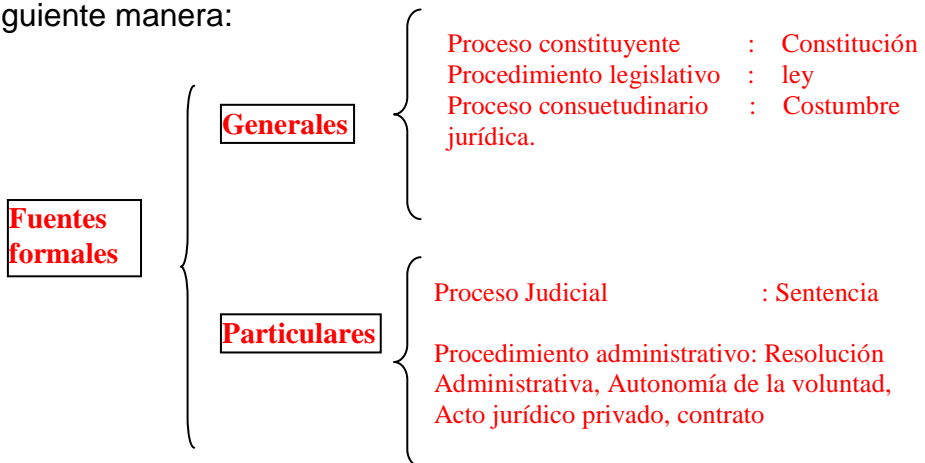 guiente manera:
Proceso constituyente : Constitución
Procedimiento legislativo : ley
Proceso consuetudinario : Costumbre
jurídica.
Generales
Fuentes
formales
Proceso Judicial : Sentencia
Particulares
Procedimiento administrativo: Resolución
Administrativa, Autonomía de la voluntad,
Acto jurídico privado, contrato